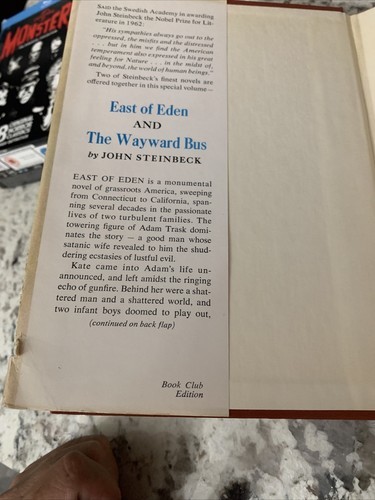 SAID the Swedish Academy in awarding
John Steinbeck the Nobel Prize for Lit-
erature in 1962:
"His sympathies always go out to the
oppressed, the misfits and the distressed
. . . but in him we find the American
temperament also expressed in his great
feeling for Nature . . . in the midst of,
and beyond, the world of human beings."
Two of Steinbeck's finest novels are
offered together in this special volume —
East of Eden
AND
The Wayward Bus
by JOHN STEINBECK
EAST OF EDEN is a monumental
novel of grassroots America, sweeping
from Connecticut to California, span-
ning several decades in the passionate
lives of two turbulent families. The
towering figure of Adam Trask domi-
nates the story — a good man whose
satanic wife revealed to him the shud-
dering ecstasies of lustful evil.
Kate came into Adam's life un-
announced, and left amidst the ringing
echo of gunfire. Behind her were a shat-
tered man and a shattered world, and
two infant boys doomed to play out,
(continued on back flap)
Book Club
Edition
MONSTER
8